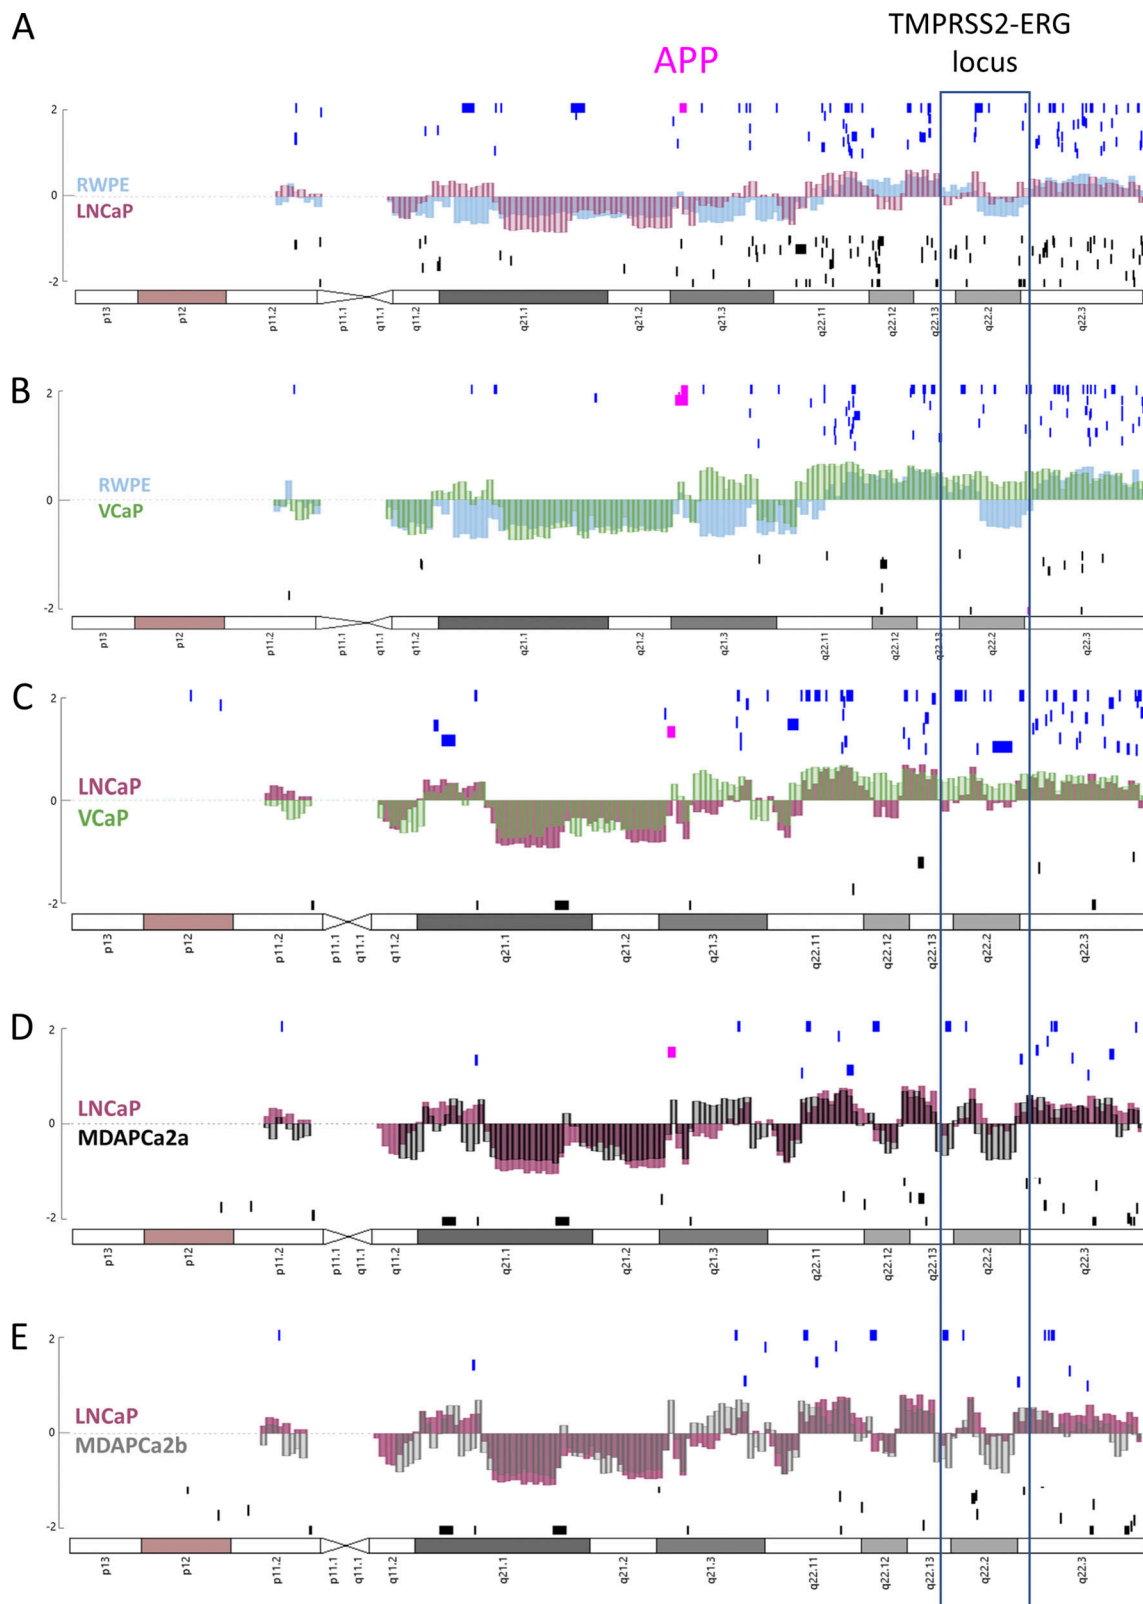 A
TMPRSS2-ERG
locus
APP
2
0
-2
RWPE
LNCaP
p13
p12
p11.2
p11.1
q11.1
q11.2
q21.1
q21.2
q21.3
q22.11
q22.12
q22.13
q22.2
q22.3
B
2
0
-2
RWPE
VCaP
p13
p12
p11.2
p11.1
q11.1
q11.2
q21.1
q21.2
q21.3
q22.11
q22.12
q22.13
q22.2
q22.3
C
2
0
-2
LNCaP
VCaP
p13
p12
p11.2
p11.1
q11.1
q11.2
q21.1
q21.2
q21.3
q22.11
q22.12
q22.13
q22.2
q22.3
D
2
0
-2
LNCaP
MDAPCa2a
p13
p12
p11.2
p11.1
q11.1
q11.2
q21.1
q21.2
q21.3
q22.11
q22.12
q22.13
q22.2
q22.3
E
2
0
-2
LNCaP
MDAPCa2b
p13
p12
p11.2
p11.1
q11.1
q11.2
q21.1
q21.2
q21.3
q22.11
q22.12
q22.13
q22.2
q22.3